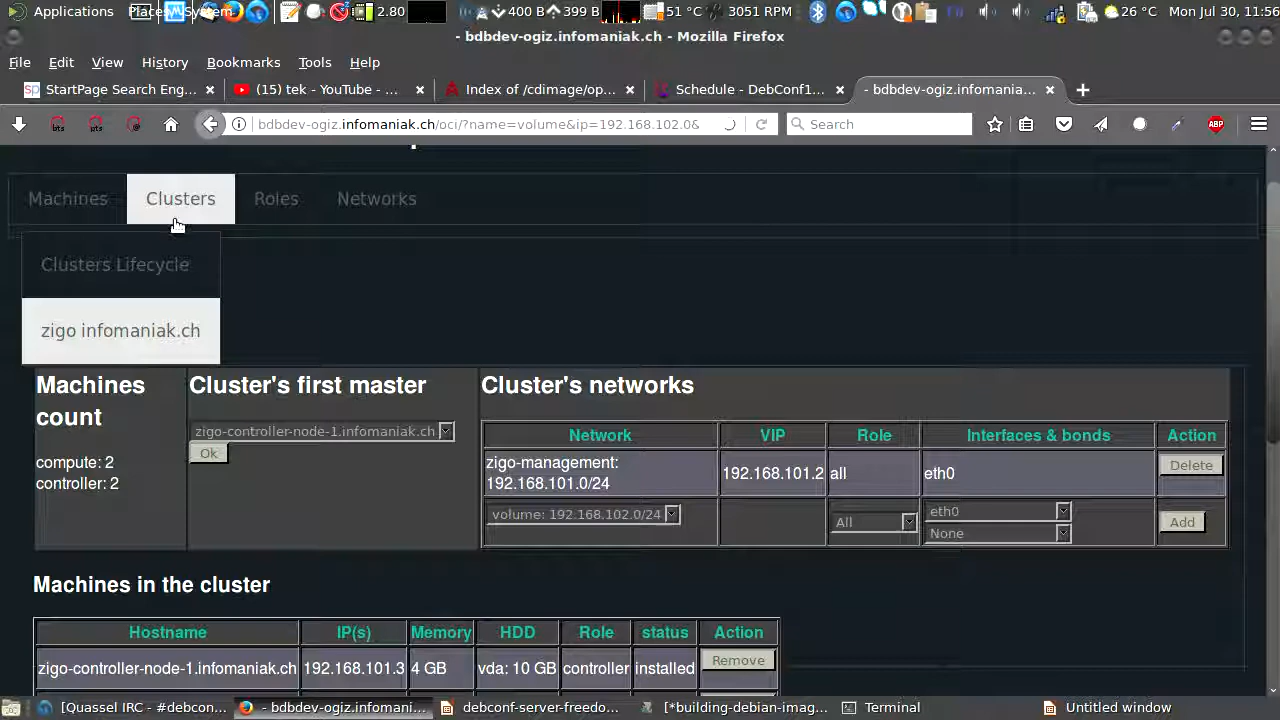 Applications Places System 2.80 400 B 399 B 51 °C 3051 RPM 26 °C Mon Jul 30, 11:56
- bdbdev-ogiz.infomaniak.ch - Mozilla Firefox
File Edit View History Bookmarks Tools Help
StartPage Search Eng... (15) tek - YouTube - ... Index of /cdimage/op... Schedule - DebConf1... - bdbdev-ogiz.infomania...
bdbdev-ogiz.infomaniak.ch/oci/?name=volume&ip=192.168.102.0& Search ABP
Machines Clusters Roles Networks
Clusters Lifecycle
zigo infomaniak.ch
Machines count
Cluster's first master
Cluster's networks
compute: 2
controller: 2
zigo-controller-node-1.infomaniak.ch
Ok
Network VIP Role Interfaces & bonds Action
zigo-management: 192.168.101.0/24 192.168.101.2 all eth0 Delete
volume: 192.168.102.0/24 All eth0 Add
None
Machines in the cluster
Hostname IP(s) Memory HDD Role status Action
zigo-controller-node-1.infomaniak.ch 192.168.101.3 4 GB vda: 10 GB controller installed Remove
[Quassel IRC - #debcon... - bdbdev-ogiz.infomani... debconf-server-freedo... [*building-debian-imag... Terminal Untitled window